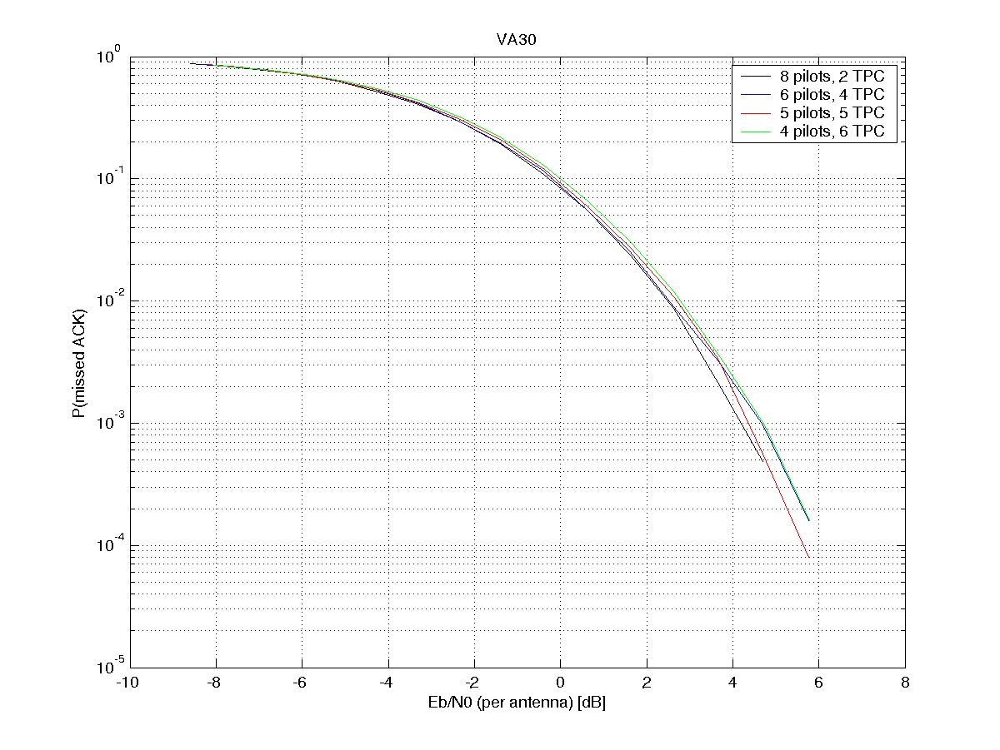 VA30
10^0
10^-1
10^-2
10^-3
10^-4
10^-5
P(missed ACK)
8 pilots, 2 TPC
6 pilots, 4 TPC
5 pilots, 5 TPC
4 pilots, 6 TPC
-10 -8 -6 -4 -2 0 2 4 6 8
Eb/N0 (per antenna) [dB]